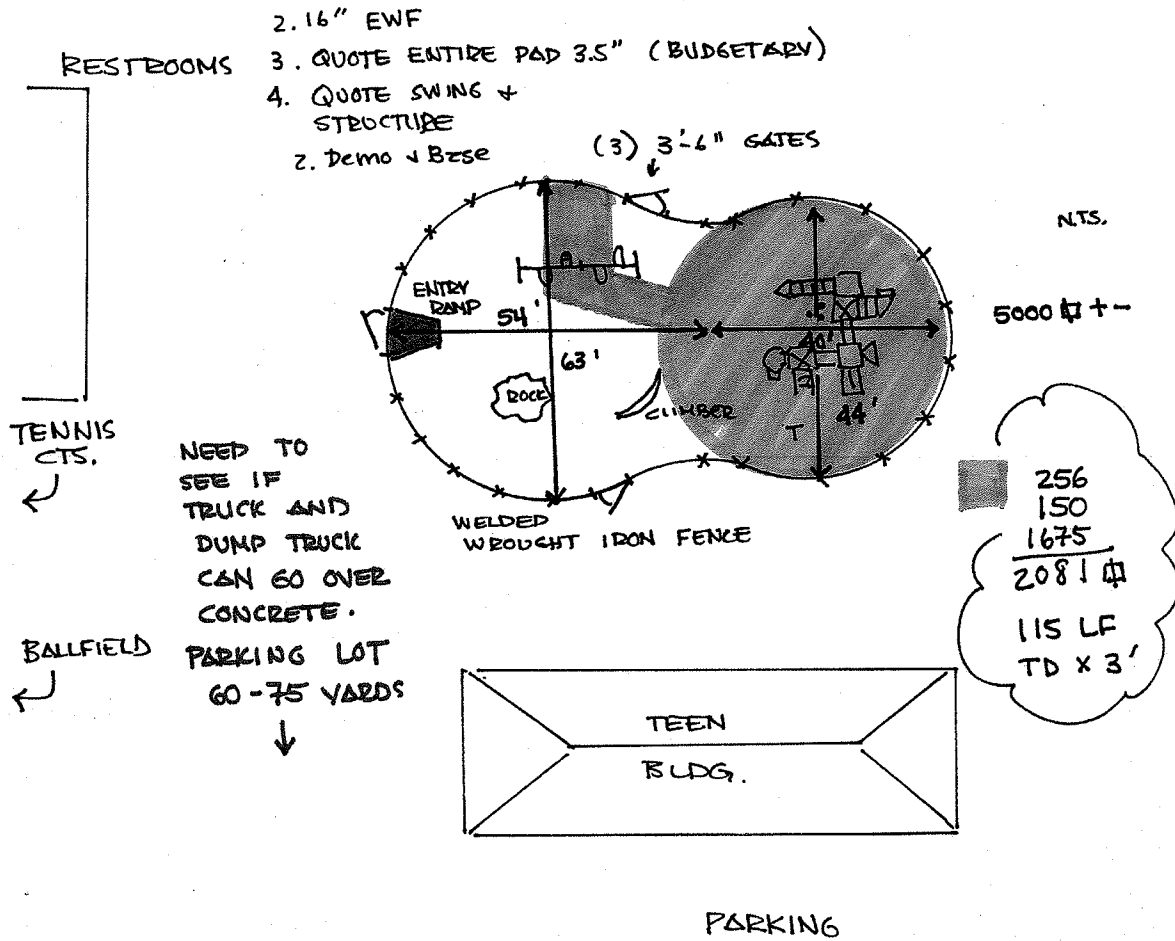 2. 16" EWF
RESTROOMS
3. QUOTE ENTIRE PAD 3.5" (BUDGETARY)
4. QUOTE SWING &
STRUCTURE
2. Demo & Base
(3) 3'-6" GATES
N.T.S.
ENTRY
RAMP
54'
63'
40'
5000 ⌷ + -
ROCK
CLIMBER
44'
T
TENNIS
CTS.
NEED TO
SEE IF
TRUCK AND
DUMP TRUCK
CAN GO OVER
CONCRETE.
WELDED
WROUGHT IRON FENCE
256
150
1675
2081 ⌷
115 LF
TD X 3'
BALLFIELD
PARKING LOT
60-75 YARDS
TEEN
BLDG.
PARKING